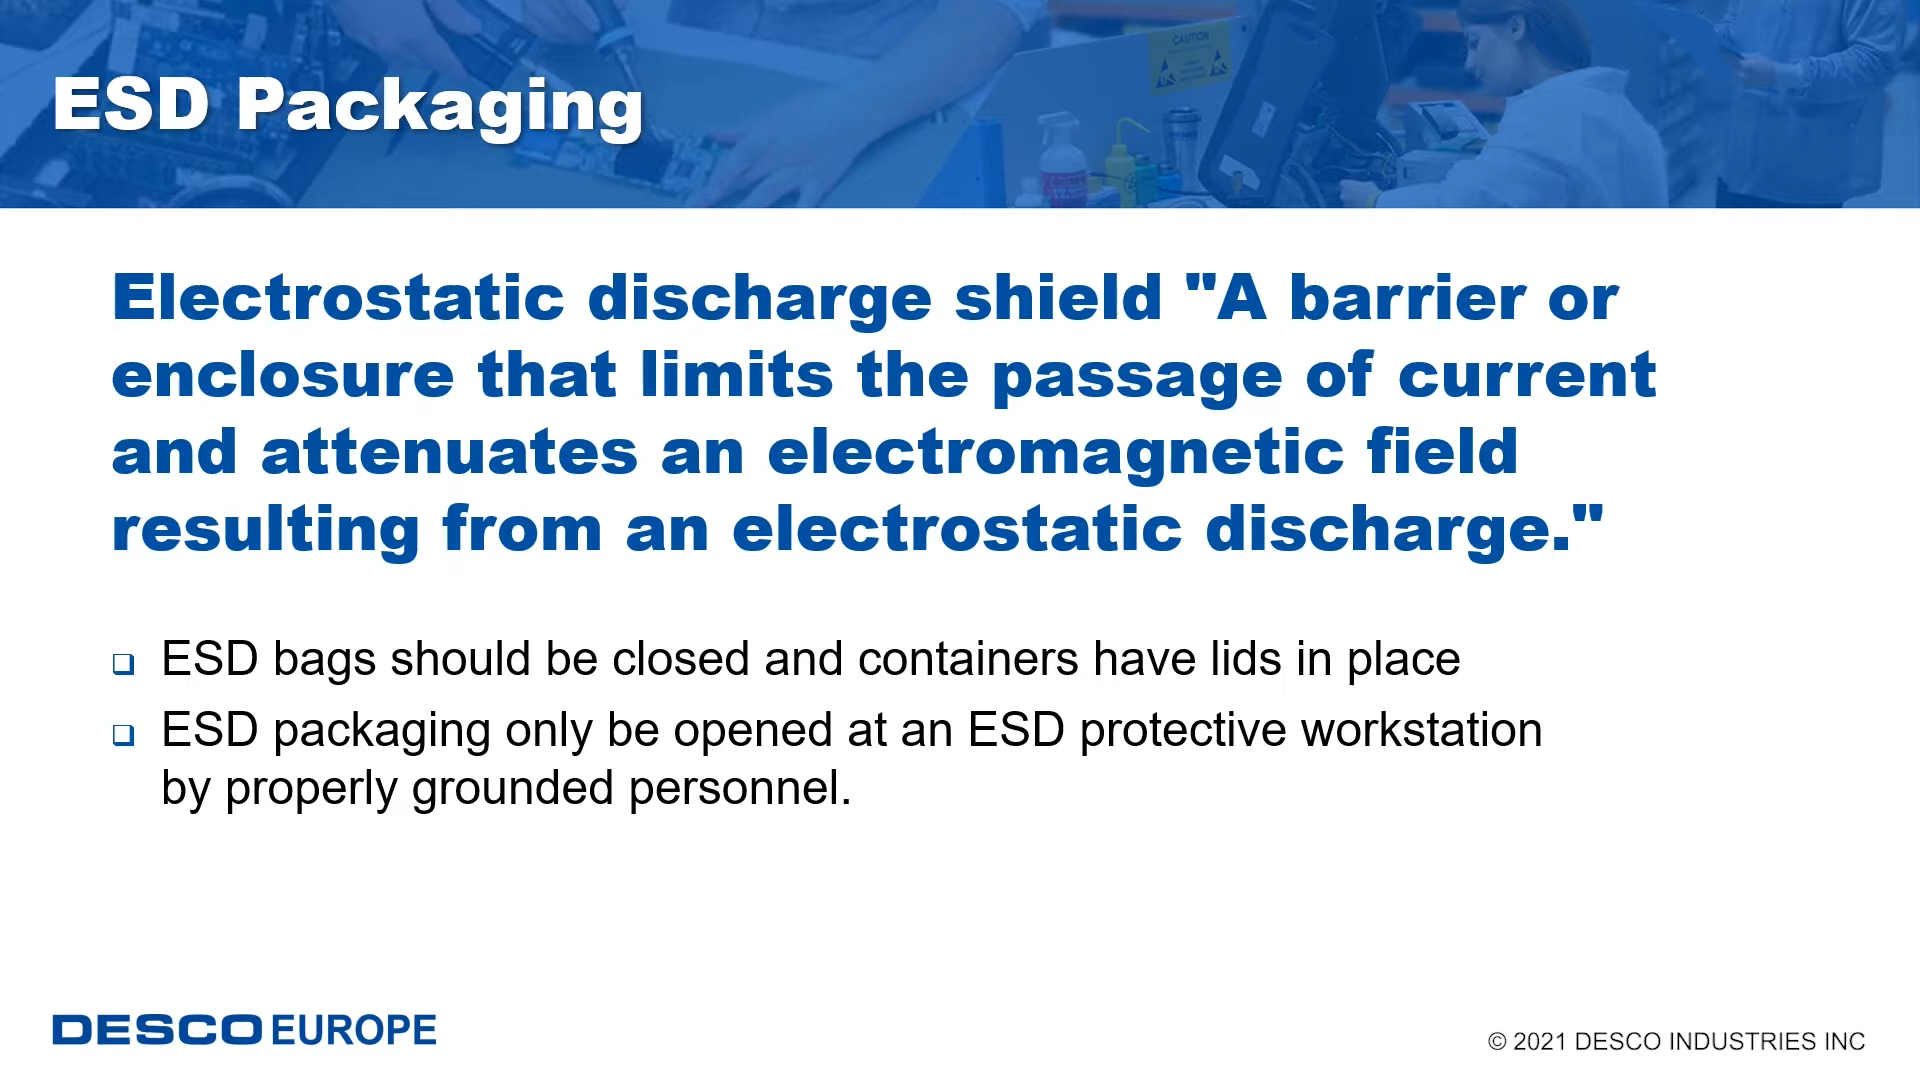 ESD Packaging
CAUTION
Electrostatic discharge shield "A barrier or
enclosure that limits the passage of current
and attenuates an electromagnetic field
resulting from an electrostatic discharge."
ESD bags should be closed and containers have lids in place
ESD packaging only be opened at an ESD protective workstation
by properly grounded personnel.
DESCO EUROPE
© 2021 DESCO INDUSTRIES INC